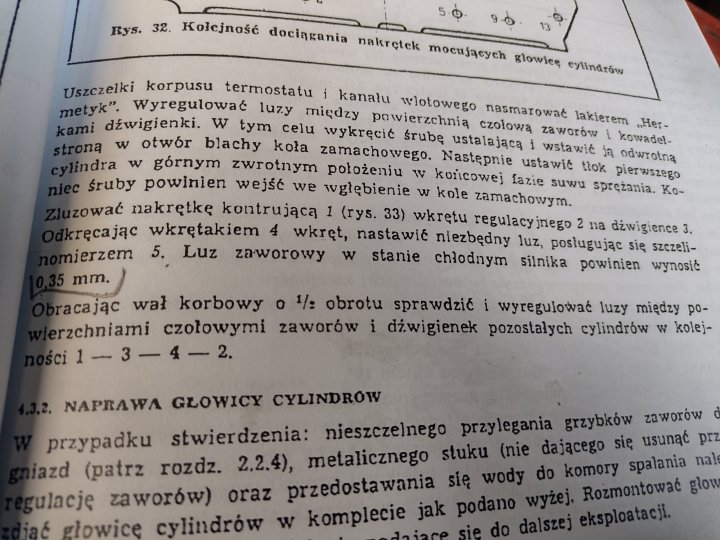 5 9 13
Rys. 32. Kolejność dociągania nakrętek mocujących głowicę cylindrów
Uszczelki korpusu termostatu i kanału wlotowego nasmarować lakierem „Her-
metyk”. Wyregulować luzy między powierzchnią czołową zaworów i kowadeł-
kami dźwigienki. W tym celu wykręcić śrubę ustalającą i wstawić ją odwrotną
stroną w otwór blachy koła zamachowego. Następnie ustawić tłok pierwszego
cylindra w górnym zwrotnym położeniu w końcowej fazie suwu sprężania. Ko-
niec śruby powinien wejść we wgłębienie w kole zamachowym.
Zluzować nakrętkę kontrującą 1 (rys. 33) wkrętu regulacyjnego 2 na dźwigience 3.
Odkręcając wkrętakiem 4 wkręt, nastawić niezbędny luz, posługując się szczeli-
nomierzem 5. Luz zaworowy w stanie chłodnym silnika powinien wynosić
0,35 mm.
Obracając wał korbowy o 1/2 obrotu sprawdzić i wyregulować luzy między po-
wierzchniami czołowymi zaworów i dźwigienek pozostałych cylindrów w kolej-
ności 1 — 3 — 4 — 2.
4.3.2. NAPRAWA GŁOWICY CYLINDRÓW
W przypadku stwierdzenia: nieszczelnego przylegania grzybków zaworów d
gniazd (patrz rozdz. 2.2.4), metalicznego stuku (nie dającego się usunąć prz
regulację zaworów) oraz przedostawania się wody do komory spalania nale
zdjąć głowicę cylindrów w komplecie jak podano wyżej. Rozmontować głow
się do dalszej eksploatacji.